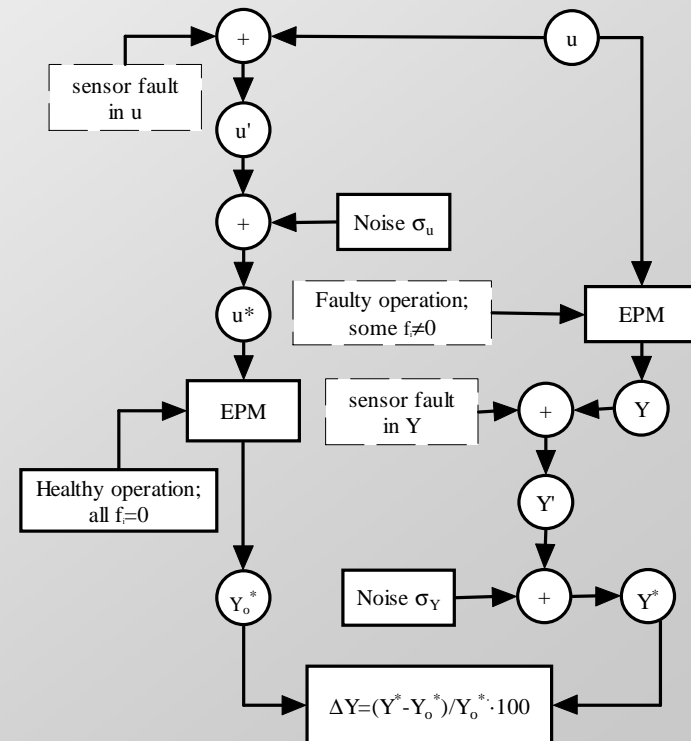 +
u
sensor fault
in u
u'
+
Noise σᵤ
u*
Faulty operation;
some fᵢ≠0
EPM
EPM
sensor fault
in Y
+
Y
Healthy operation;
all fᵢ=0
Y'
Yₒ*
Noise σY
+
Y*
ΔY=(Y*-Yₒ*)/Yₒ*·100